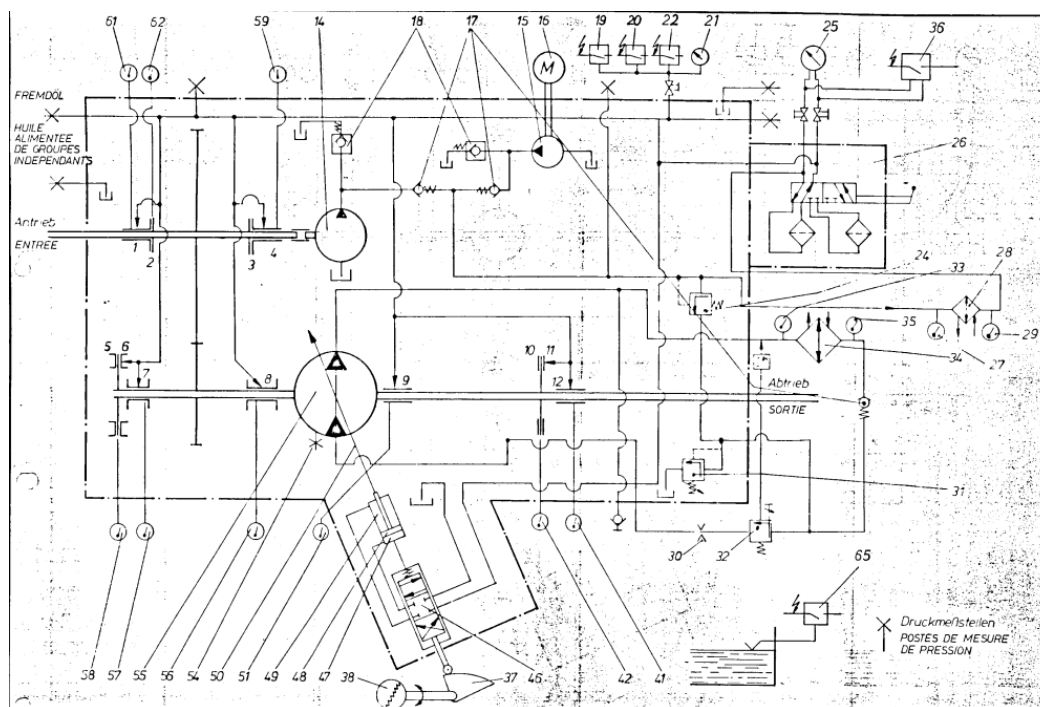 61 62 59 14 18 17 15 16 19 20 22 21 25 36
FREMDÖL
HUILE
ALIMENTEE
DE GROUPES
INDEPENDANTS
M
1
26
Antrieb
ENTRÉE
1 2 3 4
24
33
28
35
5 6 7 8 9 10 11 12
29
27
34
Abtrieb
SORTIE
31
30 32
65
Druckmeßstellen
POSTES DE MESURE
DE PRESSION
58 57 55 56 54 50 51 49 48 47 38 37 46 42 41